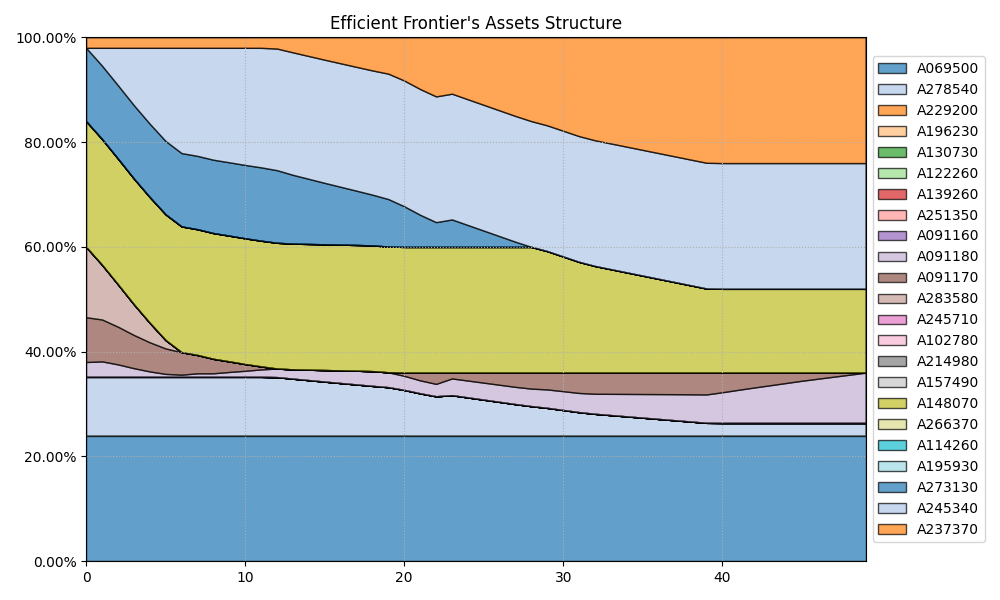 Efficient Frontier's Assets Structure
100.00%
80.00%
60.00%
40.00%
20.00%
0.00%
0 10 20 30 40
A069500
A278540
A229200
A196230
A130730
A122260
A139260
A251350
A091160
A091180
A091170
A283580
A245710
A102780
A214980
A157490
A148070
A266370
A114260
A195930
A273130
A245340
A237370